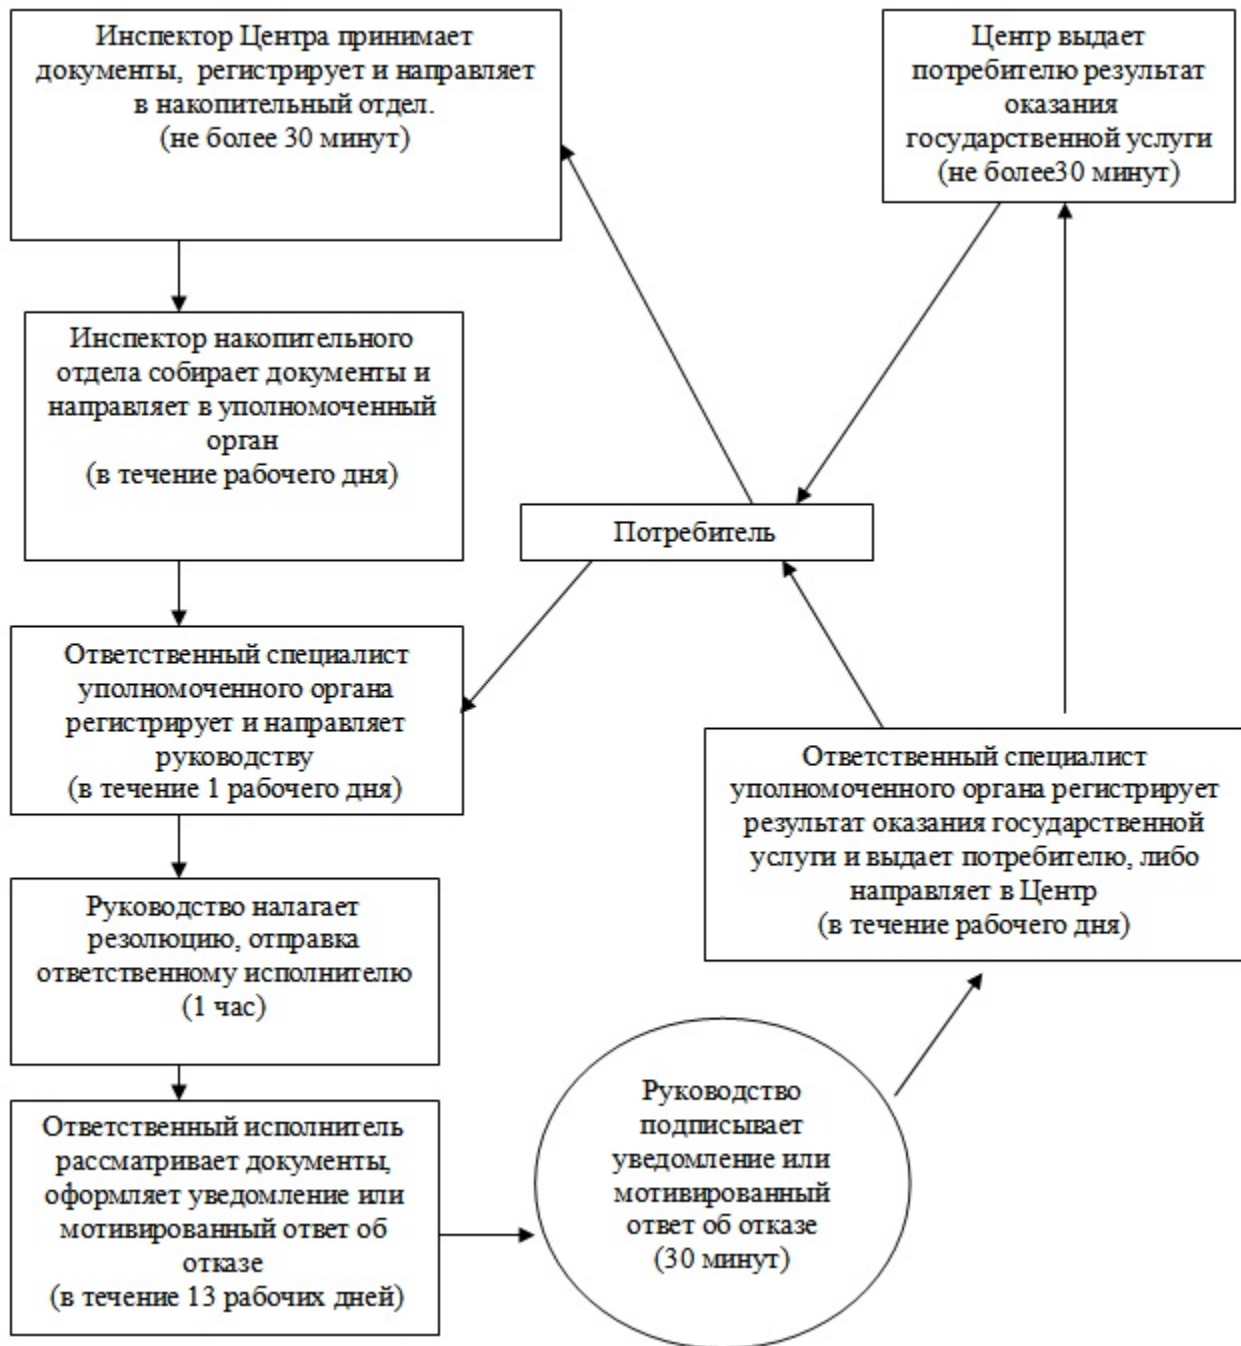 Инспектор Центра принимает
документы, регистрирует и направляет
в накопительный отдел.
(не более 30 минут)
Центр выдает
потребителю результат
оказания
государственной услуги
(не более30 минут)
Инспектор накопительного
отдела собирает документы и
направляет в уполномоченный
орган
(в течение рабочего дня)
Потребитель
Ответственный специалист
уполномоченного органа
регистрирует и направляет
руководству
(в течение 1 рабочего дня)
Ответственный специалист
уполномоченного органа регистрирует
результат оказания государственной
услуги и выдает потребителю, либо
направляет в Центр
(в течение рабочего дня)
Руководство налагает
резолюцию, отправка
ответственному исполнителю
(1 час)
Ответственный исполнитель
рассматривает документы,
оформляет уведомление или
мотивированный ответ об
отказе
(в течение 13 рабочих дней)
Руководство
подписывает
уведомление или
мотивированный
ответ об отказе
(30 минут)